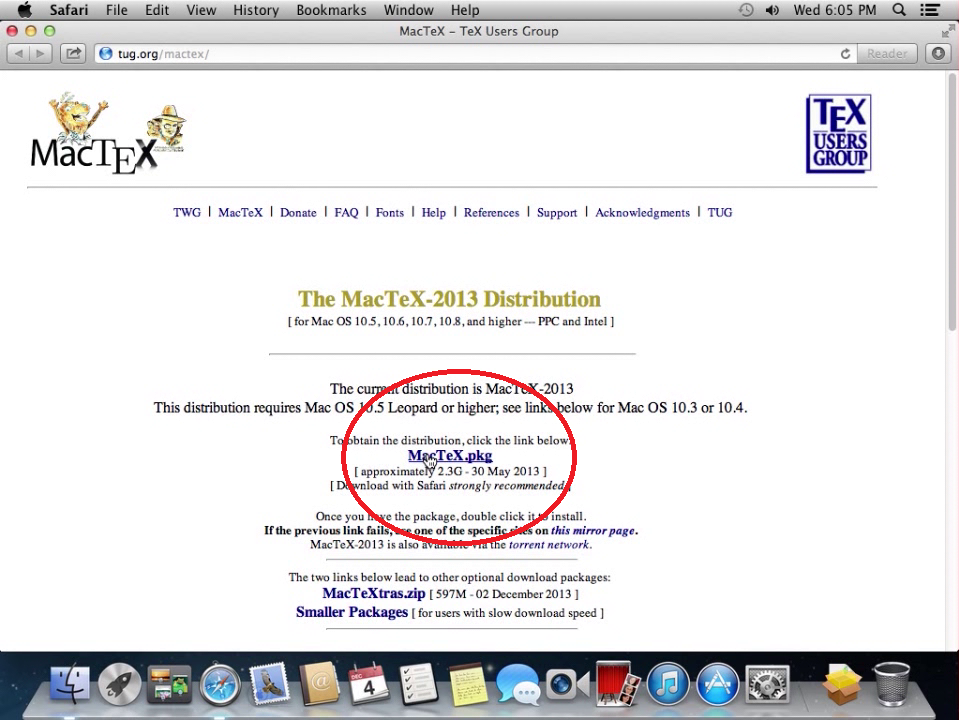 Safari File Edit View History Bookmarks Window Help Wed 6:05 PM
MacTeX – TeX Users Group
tug.org/mactex/ Reader
MacTeX
TEX
USERS
GROUP
TWG | MacTeX | Donate | FAQ | Fonts | Help | References | Support | Acknowledgments | TUG
The MacTeX-2013 Distribution
[ for Mac OS 10.5, 10.6, 10.7, 10.8, and higher --- PPC and Intel ]
The current distribution is MacTeX-2013
This distribution requires Mac OS 10.5 Leopard or higher; see links below for Mac OS 10.3 or 10.4.
To obtain the distribution, click the link below:
MacTeX.pkg
[ approximately 2.3G - 30 May 2013 ]
[ Download with Safari strongly recommended ]
Once you have the package, double click it to install.
If the previous link fails, use one of the specific sites on this mirror page.
MacTeX-2013 is also available via the torrent network.
The two links below lead to other optional download packages:
MacTeXtras.zip [ 597M - 02 December 2013 ]
Smaller Packages [ for users with slow download speed ]
DEC
4